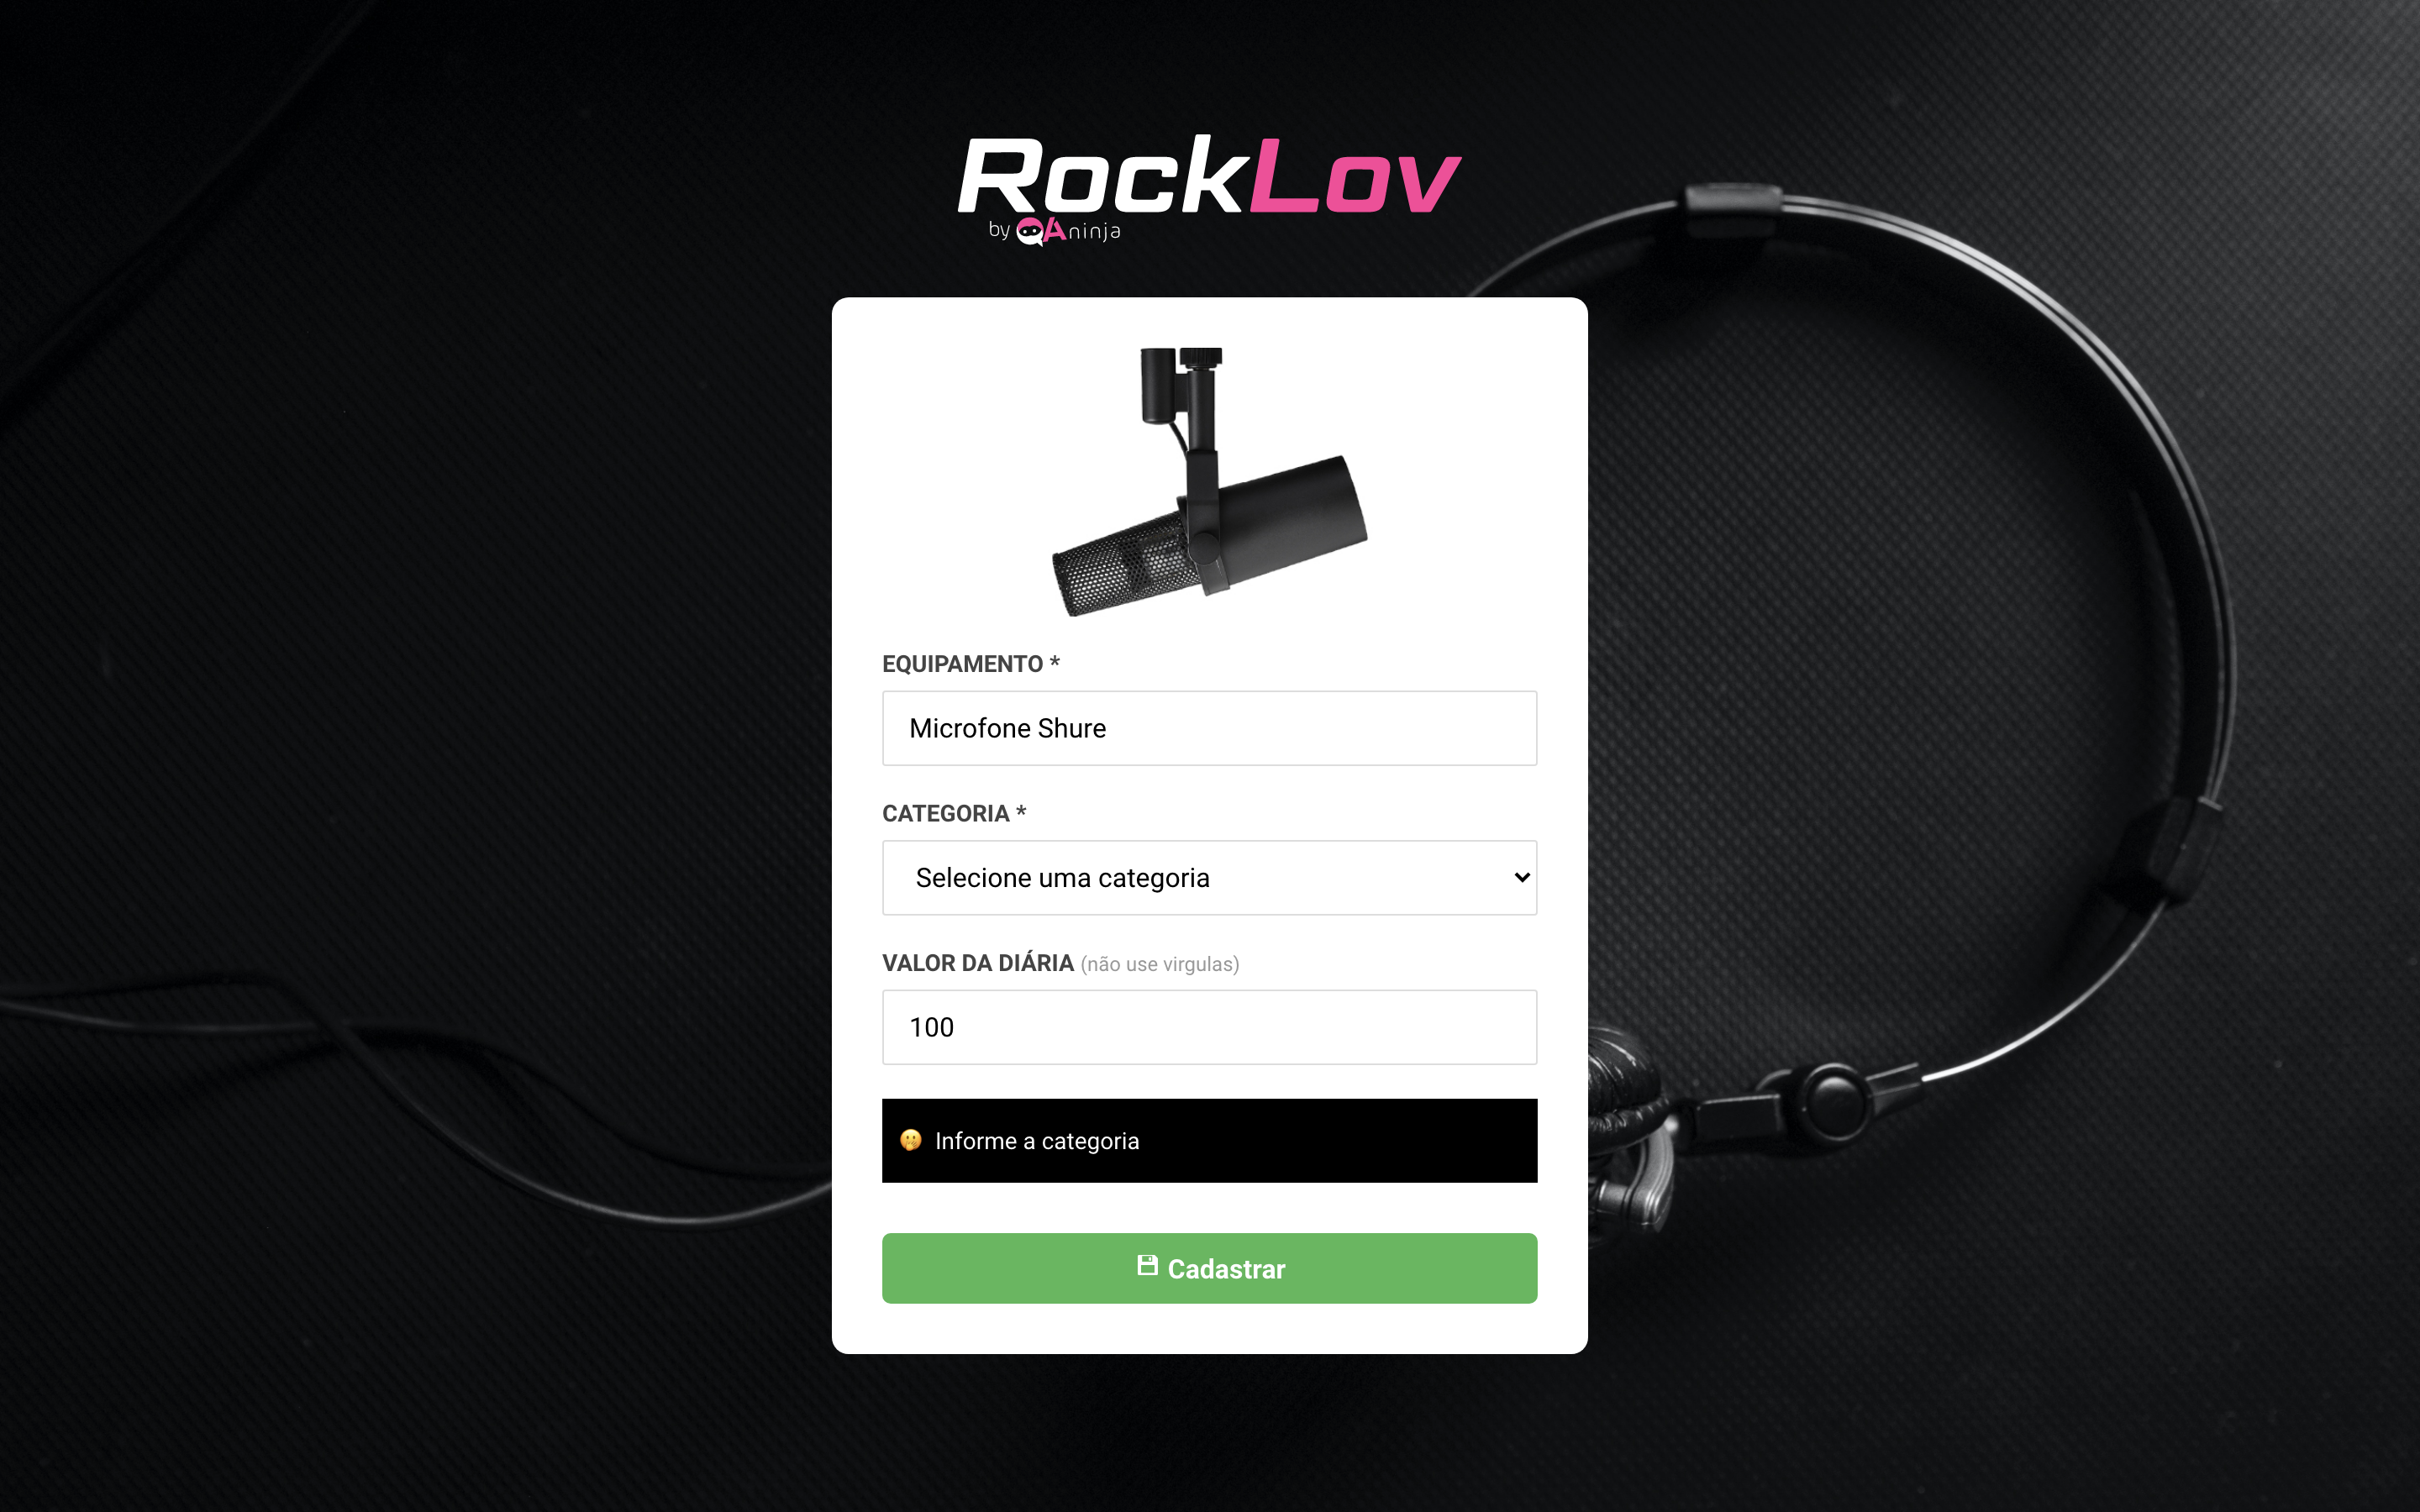 RockLov
by QAninja
EQUIPAMENTO *
Microfone Shure
CATEGORIA *
Selecione uma categoria
VALOR DA DIÁRIA (não use virgulas)
100
🤭 Informe a categoria
Cadastrar